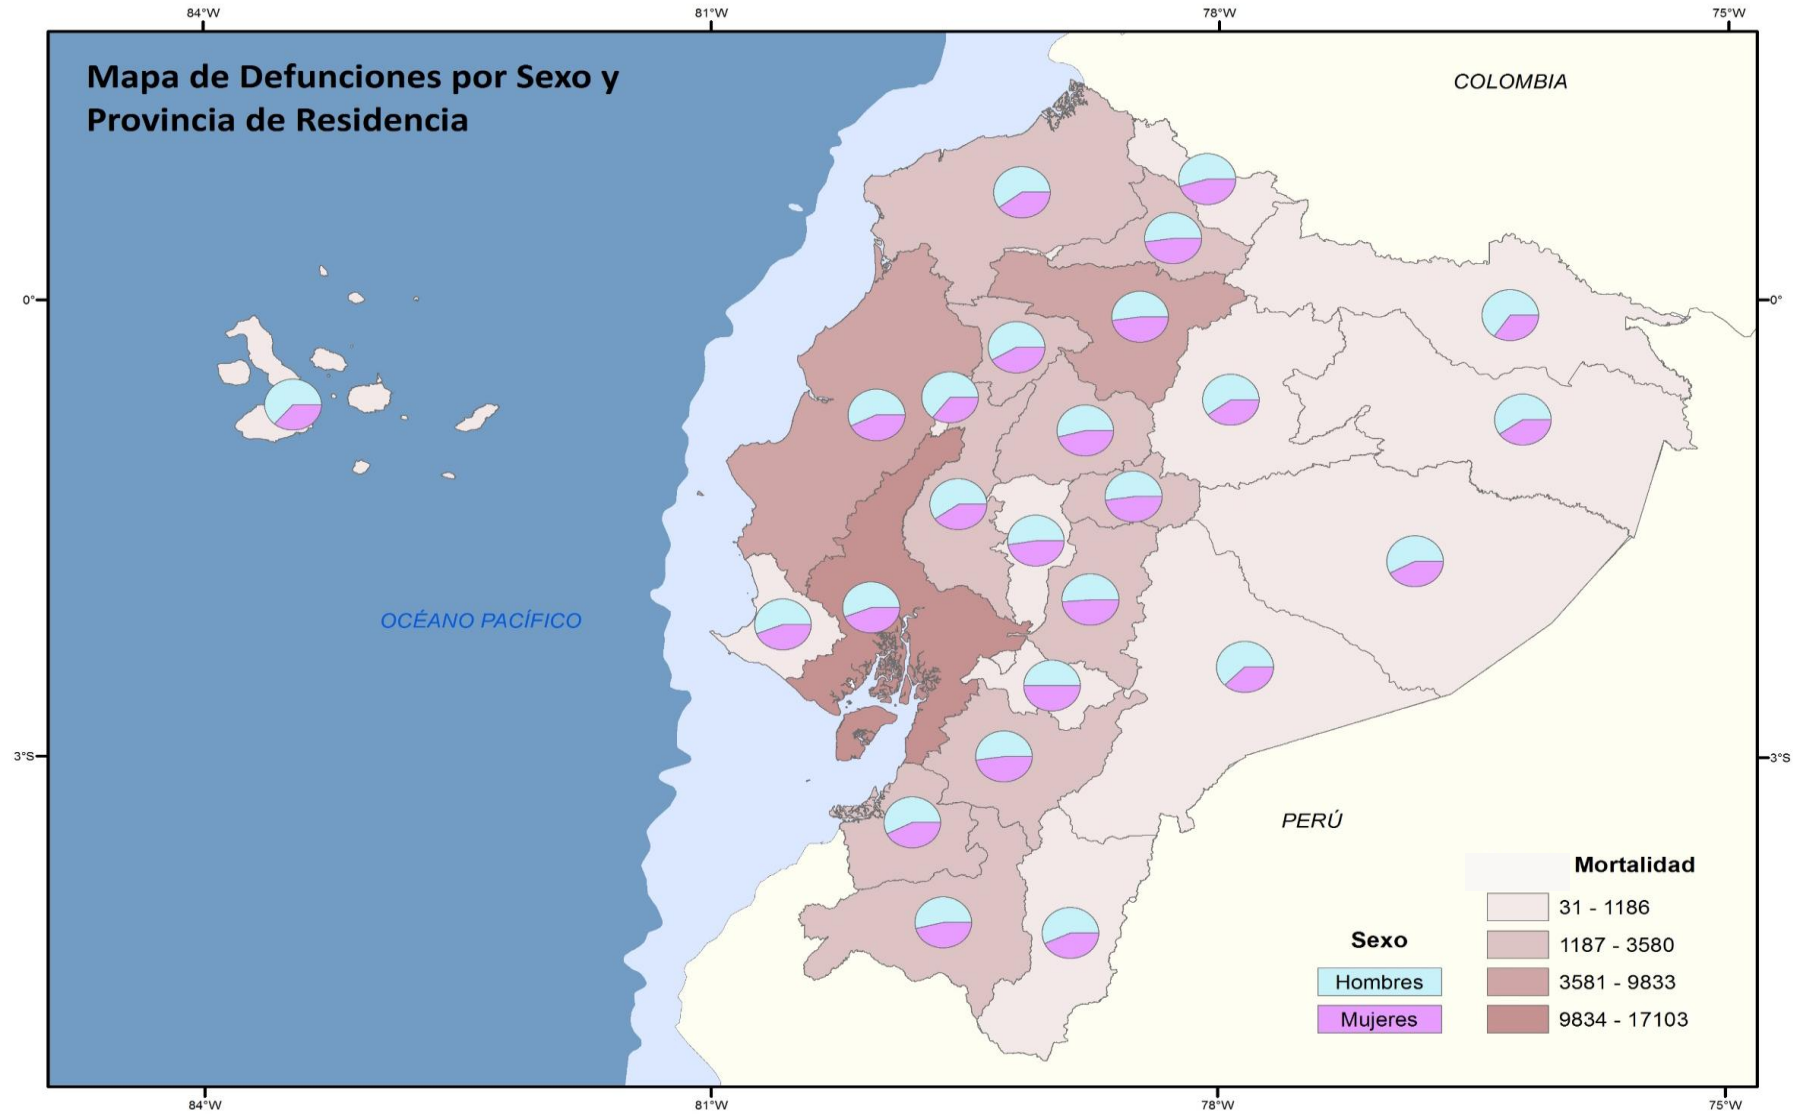 84°W
81°W
78°W
75°W
Mapa de Defunciones por Sexo y
Provincia de Residencia
COLOMBIA
0°
0°
OCÉANO PACÍFICO
3°S
3°S
PERÚ
Mortalidad
31 - 1186
Sexo
1187 - 3580
Hombres
3581 - 9833
Mujeres
9834 - 17103
84°W
81°W
78°W
75°W